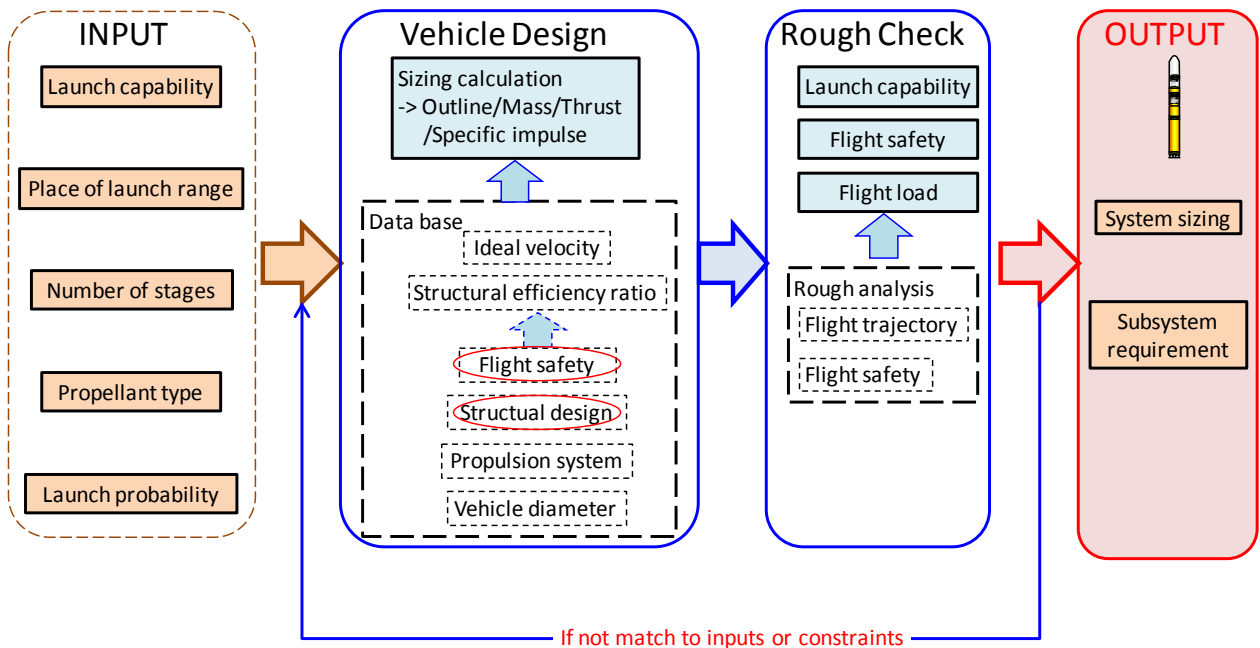 INPUT
Launch capability
Place of launch range
Number of stages
Propellant type
Launch probability
Vehicle Design
Sizing calculation
-> Outline/Mass/Thrust
/Specific impulse
Data base
Ideal velocity
Structural efficiency ratio
Flight safety
Structual design
Propulsion system
Vehicle diameter
Rough Check
Launch capability
Flight safety
Flight load
Rough analysis
Flight trajectory
Flight safety
OUTPUT
System sizing
Subsystem
requirement
If not match to inputs or constraints